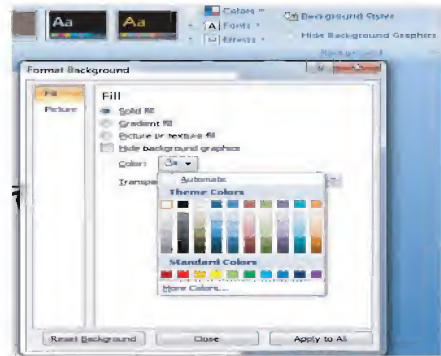 Aa Aa
Colors
A Fonts
Effects
Background Styles
Hide Background Graphics
Background
Format Background
Fill
Picture
Fill
Solid fill
Gradient fill
Picture or texture fill
Hide background graphics
Color:
Automatic
Transpa
Theme Colors
Standard Colors
More Colors...
Reset Background Close Apply to All